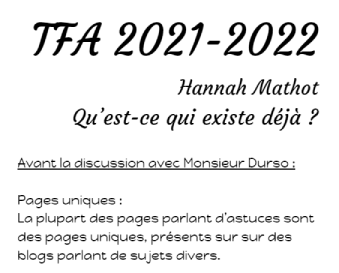 TFA 2021-2022
Hannah Mathot
Qu'est-ce qui existe déjà ?
Avant la discussion avec Monsieur Durso :
Pages uniques :
La plupart des pages parlant d'astuces sont
des pages uniques, présents sur sur des
blogs parlant de sujets divers.